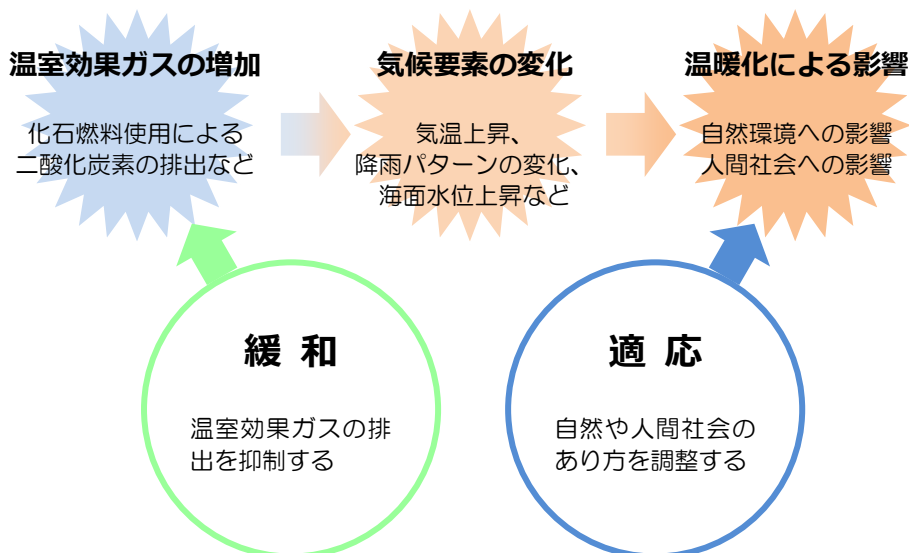 温室効果ガスの増加
化石燃料使用による
二酸化炭素の排出など
気候要素の変化
気温上昇、
降雨パターンの変化、
海面水位上昇など
温暖化による影響
自然環境への影響
人間社会への影響
緩 和
温室効果ガスの排
出を抑制する
適 応
自然や人間社会の
あり方を調整する